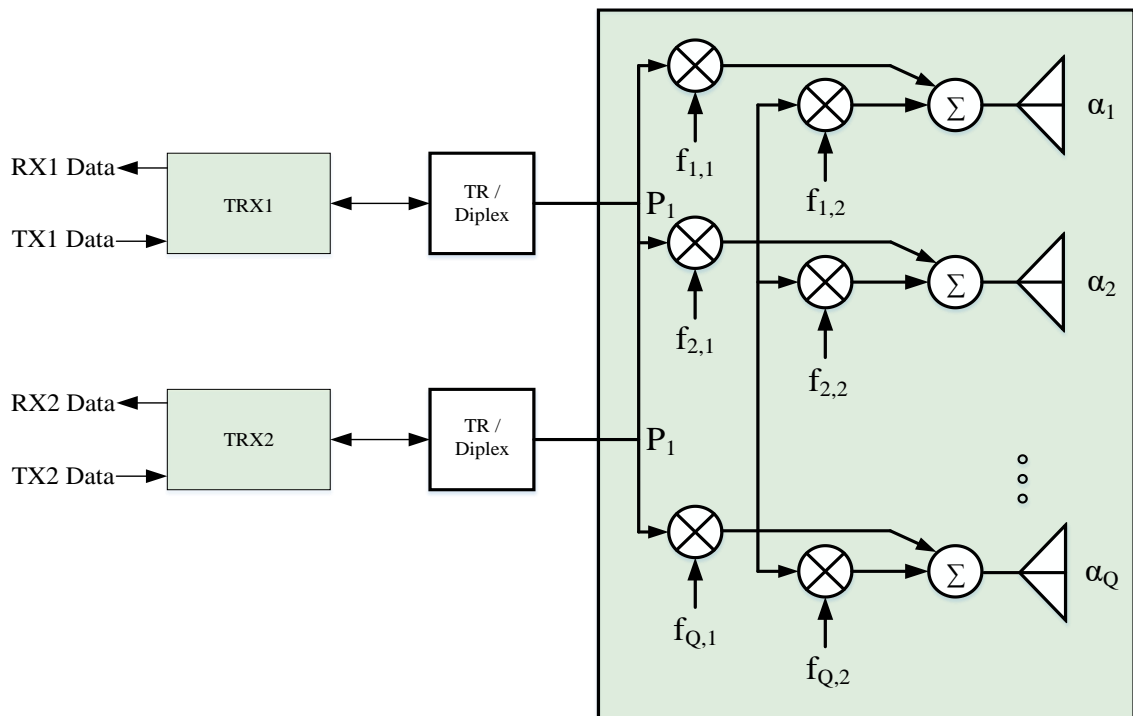 RX1 Data
TX1 Data
TRX1
TR /
Diplex
P1
f1,1
f1,2
Σ
α1
f2,1
f2,2
Σ
α2
RX2 Data
TX2 Data
TRX2
TR /
Diplex
P1
fQ,1
fQ,2
Σ
αQ